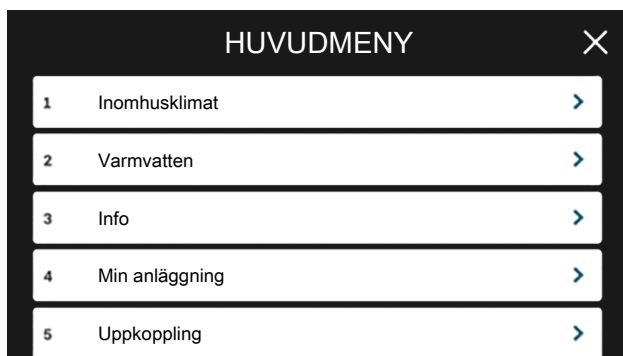 HUVUDMENY
1 Inomhusklimat
2 Varmvatten
3 Info
4 Min anläggning
5 Uppkoppling